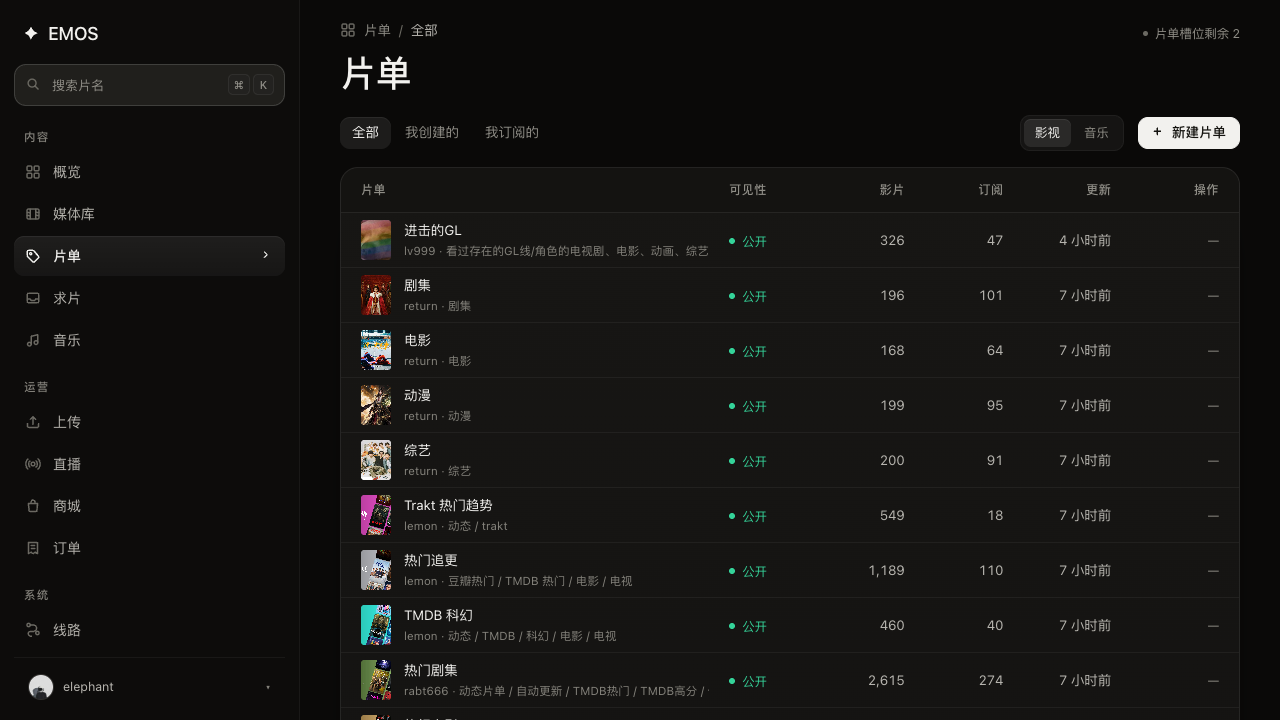 EMOS
搜索片名
⌘ K
内容
概览
媒体库
片单
求片
音乐
运营
上传
直播
商城
订单
系统
线路
elephant
片单 / 全部
片单槽位剩余 2
片单
全部 我创建的 我订阅的
影视 音乐
+ 新建片单
片单 可见性 影片 订阅 更新 操作
进击的GL
lv999 · 看过存在的GL线/角色的电视剧、电影、动画、综艺
公开 326 47 4 小时前 —
剧集
return · 剧集
公开 196 101 7 小时前 —
电影
return · 电影
公开 168 64 7 小时前 —
动漫
return · 动漫
公开 199 95 7 小时前 —
综艺
return · 综艺
公开 200 91 7 小时前 —
Trakt 热门趋势
lemon · 动态 / trakt
公开 549 18 7 小时前 —
热门追更
lemon · 豆瓣热门 / TMDB 热门 / 电影 / 电视
公开 1,189 110 7 小时前 —
TMDB 科幻
lemon · 动态 / TMDB / 科幻 / 电影 / 电视
公开 460 40 7 小时前 —
热门剧集
rabt666 · 动态片单 / 自动更新 / TMDB热门 / TMDB高分 /
公开 2,615 274 7 小时前 —